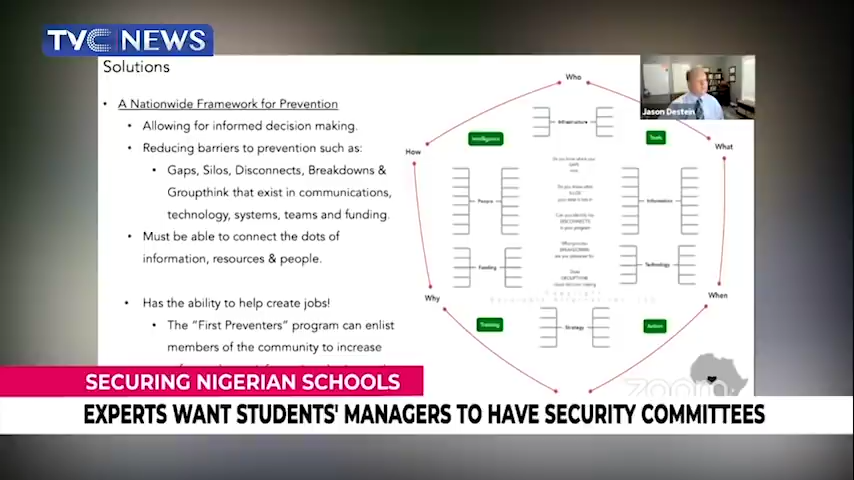 TVC NEWS
Solutions
• A Nationwide Framework for Prevention
• Allowing for informed decision making.
• Reducing barriers to prevention such as:
• Gaps, Silos, Disconnects, Breakdowns &
Groupthink that exist in communications,
technology, systems, teams and funding.
• Must be able to connect the dots of
information, resources & people.
• Has the ability to help create jobs!
• The "First Preventers" program can enlist
members of the community to increase
Who
Infrastructure
Intelligence
Tools
How
What
People
Information
Funding
Technology
Why
When
Training
Strategy
Action
Jason Destein
zoom
SECURING NIGERIAN SCHOOLS
EXPERTS WANT STUDENTS' MANAGERS TO HAVE SECURITY COMMITTEES